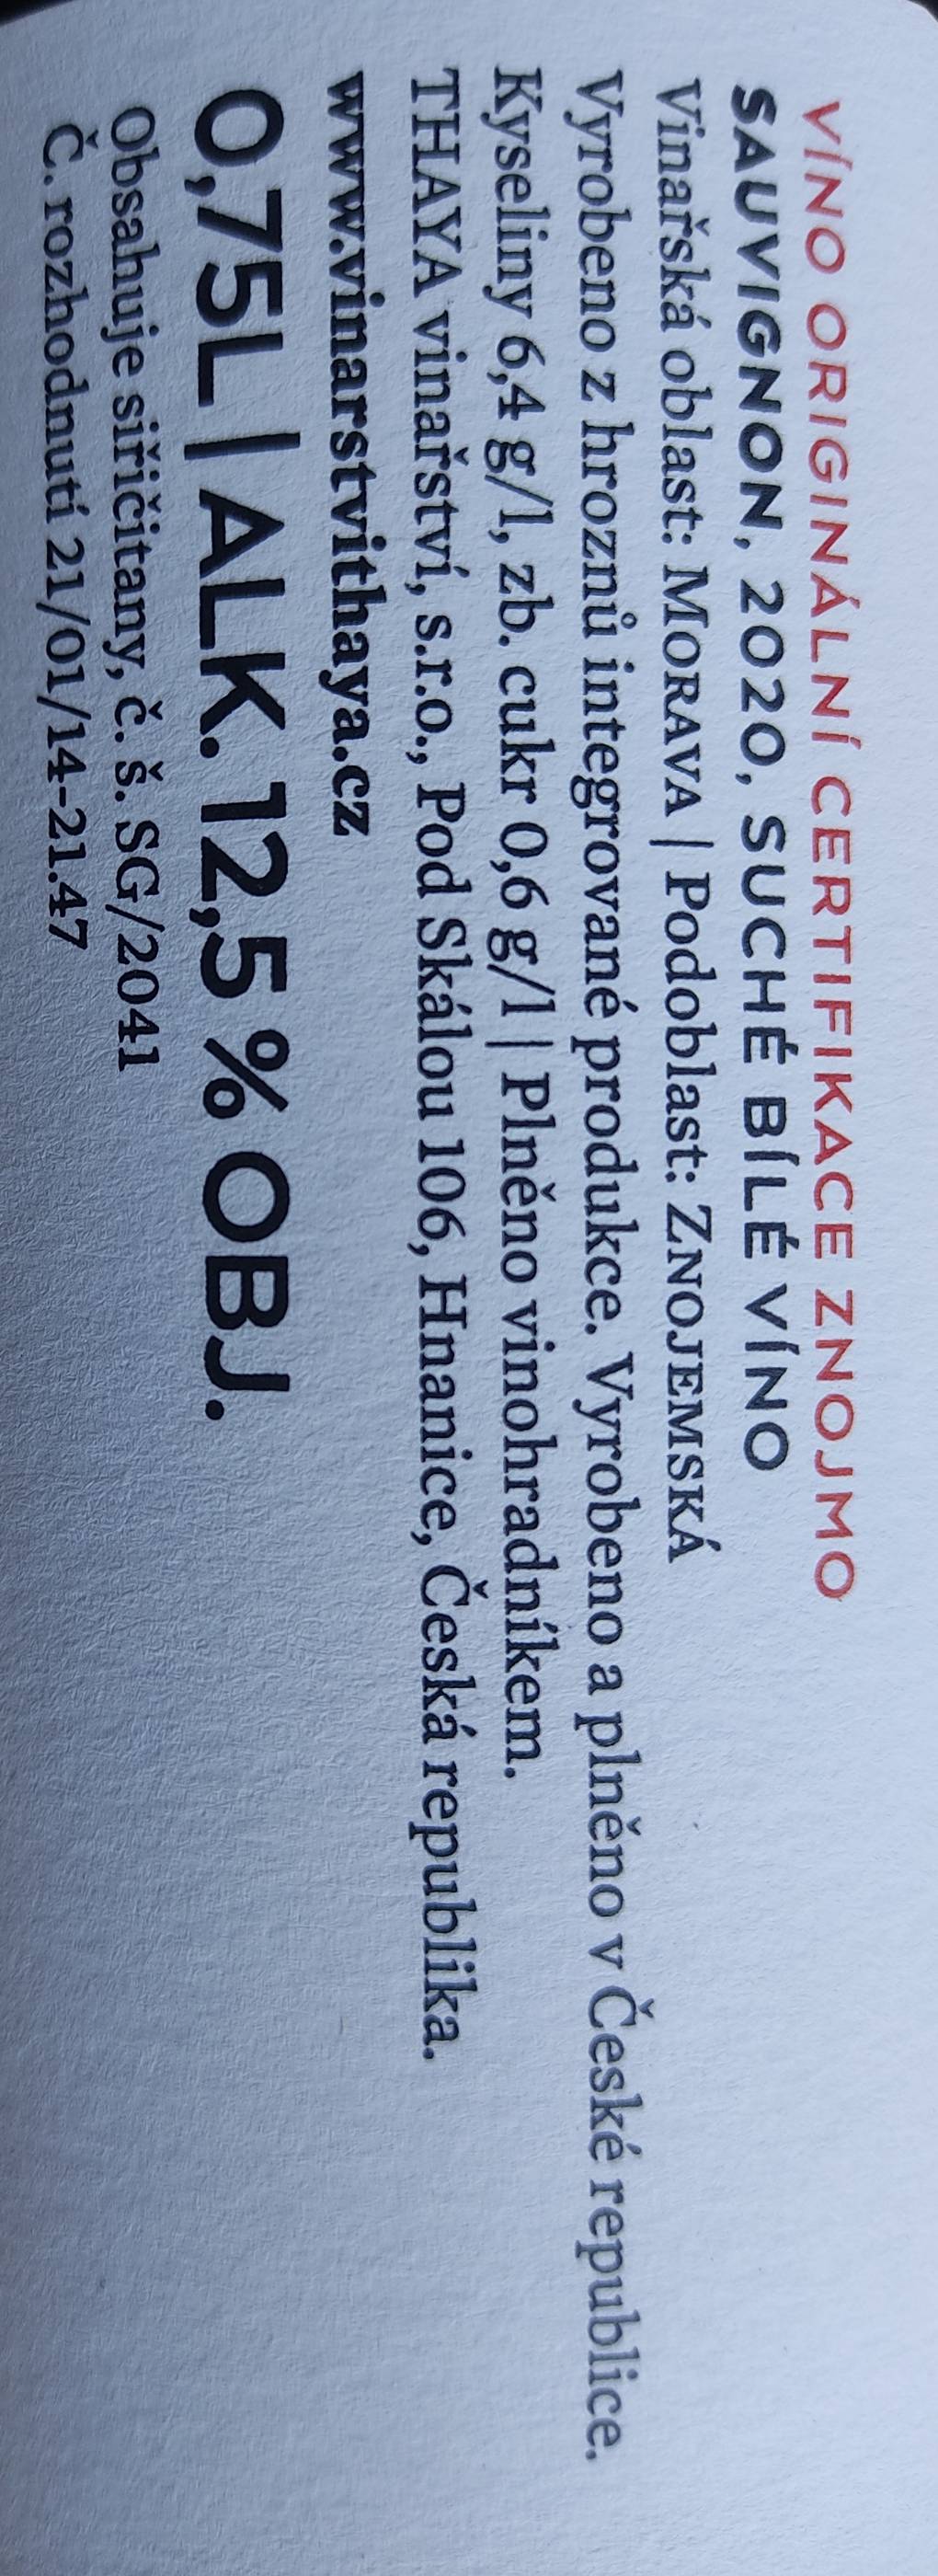 VÍNO ORIGINÁLNÍ CERTIFIKACE ZNOJMO
SAUVIGNON, 2020, SUCHÉ BÍLÉ VÍNO
Vinařská oblast: MORAVA | Podoblast: ZNOJEMSKÁ
Vyrobeno z hroznů integrované produkce. Vyrobeno a plněno v České republice.
Kyseliny 6,4 g/l, zb. cukr 0,6 g/l | Plněno vinohradníkem.
THAYA vinařství, s.r.o., Pod Skálou 106, Hnanice, Česká republika.
www.vinarstvithaya.cz
0,75L | ALK. 12,5 % OBJ.
Obsahuje siřičitany, č. š. SG/2041
Č. rozhodnutí 21/01/14-21.47